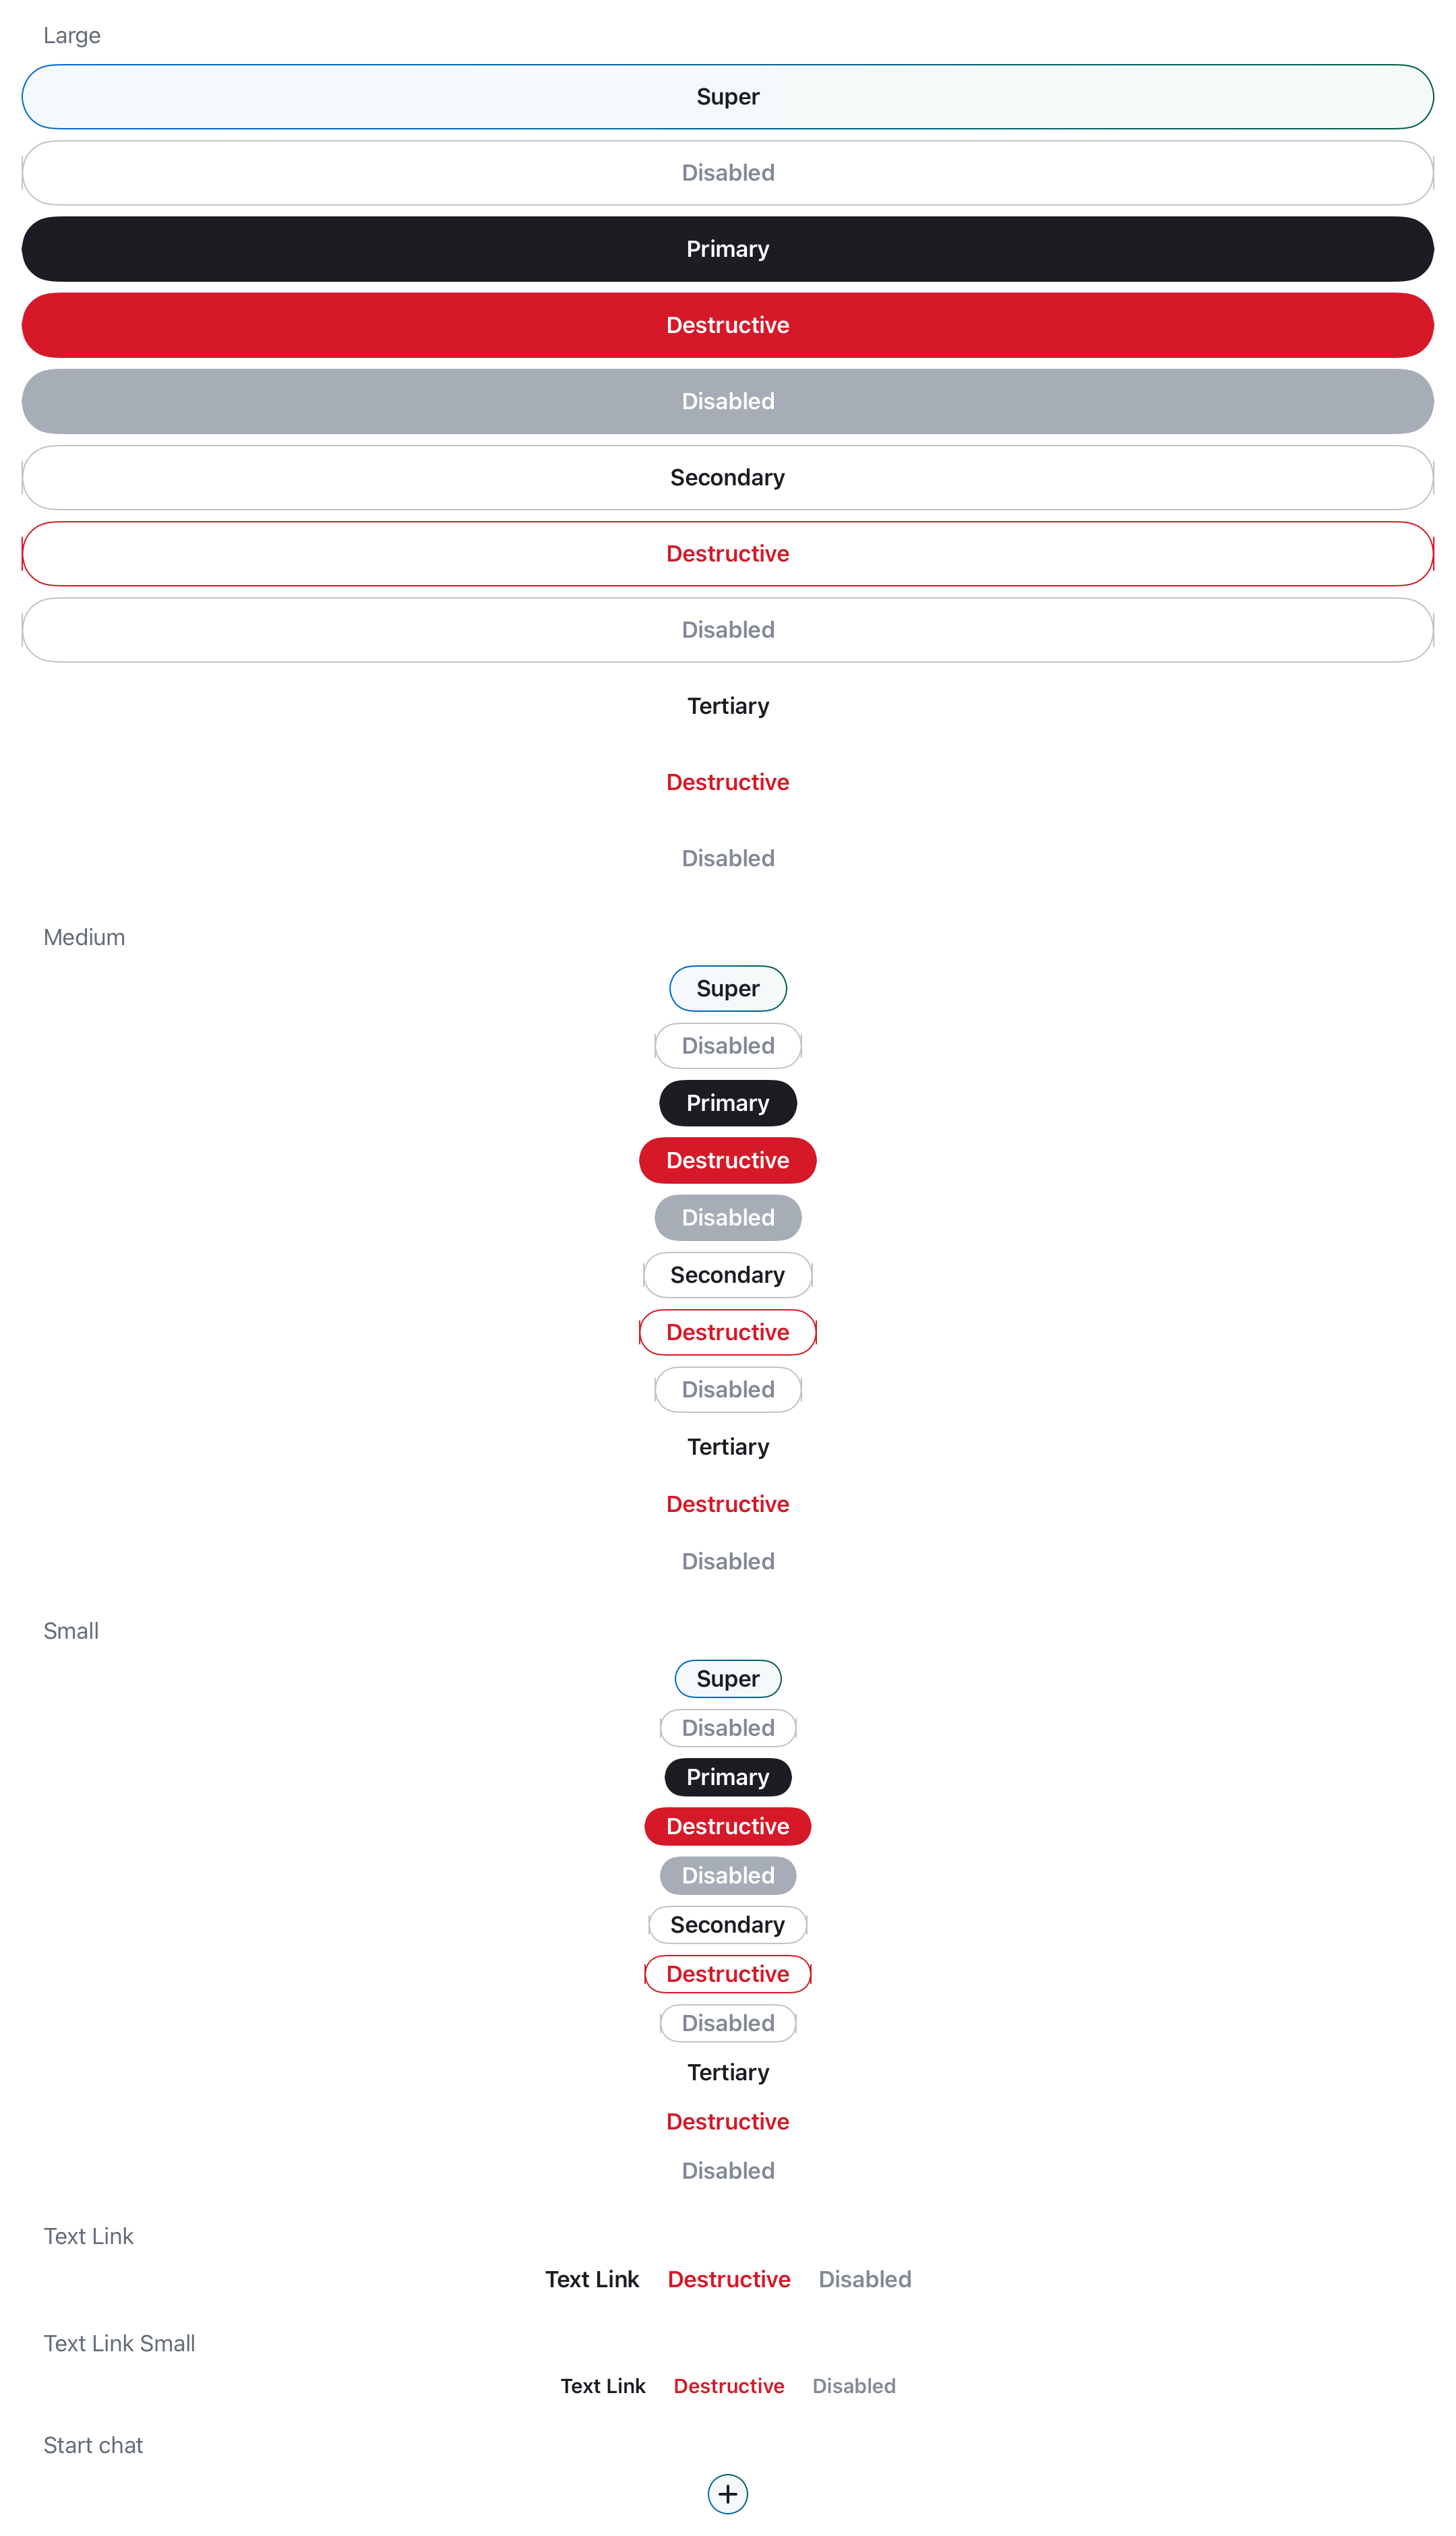 Large
Super
Disabled
Primary
Destructive
Disabled
Secondary
Destructive
Disabled
Tertiary
Destructive
Disabled
Medium
Super
Disabled
Primary
Destructive
Disabled
Secondary
Destructive
Disabled
Tertiary
Destructive
Disabled
Small
Super
Disabled
Primary
Destructive
Disabled
Secondary
Destructive
Disabled
Tertiary
Destructive
Disabled
Text Link
Text Link Destructive Disabled
Text Link Small
Text Link Destructive Disabled
Start chat